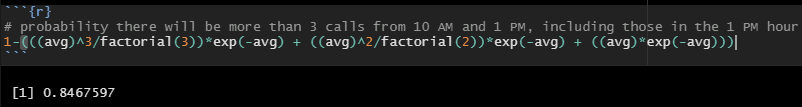 ```{r}
# probability there will be more than 3 calls from 10 AM and 1 PM, including those in the 1 PM hour
1-((((avg)^3/factorial(3))*exp(-avg) + ((avg)^2/factorial(2))*exp(-avg) + ((avg)*exp(-avg)))
```
[1] 0.8467597